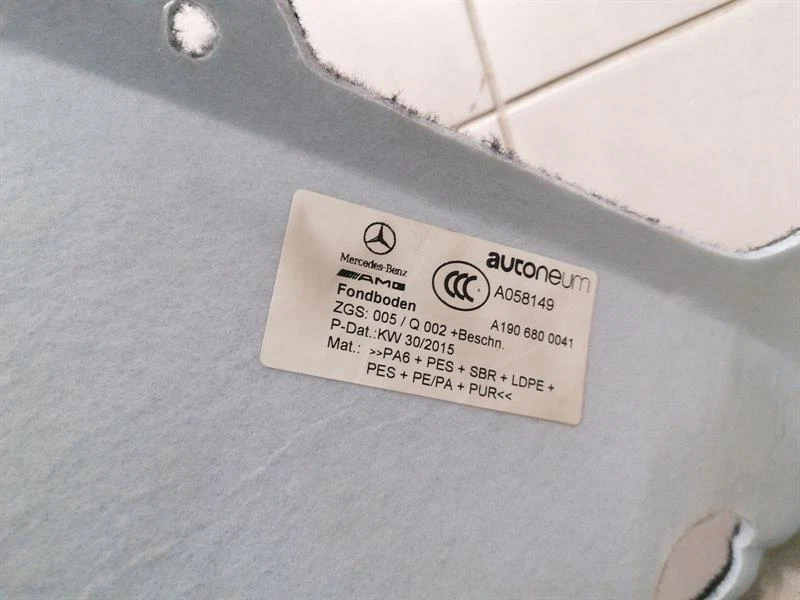 Mercedes-Benz
AMG
autoneum
CCC
A058149
Fondboden
ZGS: 005 / Q 002 +Beschn.
A190 680 0041
P-Dat.:KW 30/2015
Mat.: >>PA6 + PES + SBR + LDPE +
PES + PE/PA + PUR<<